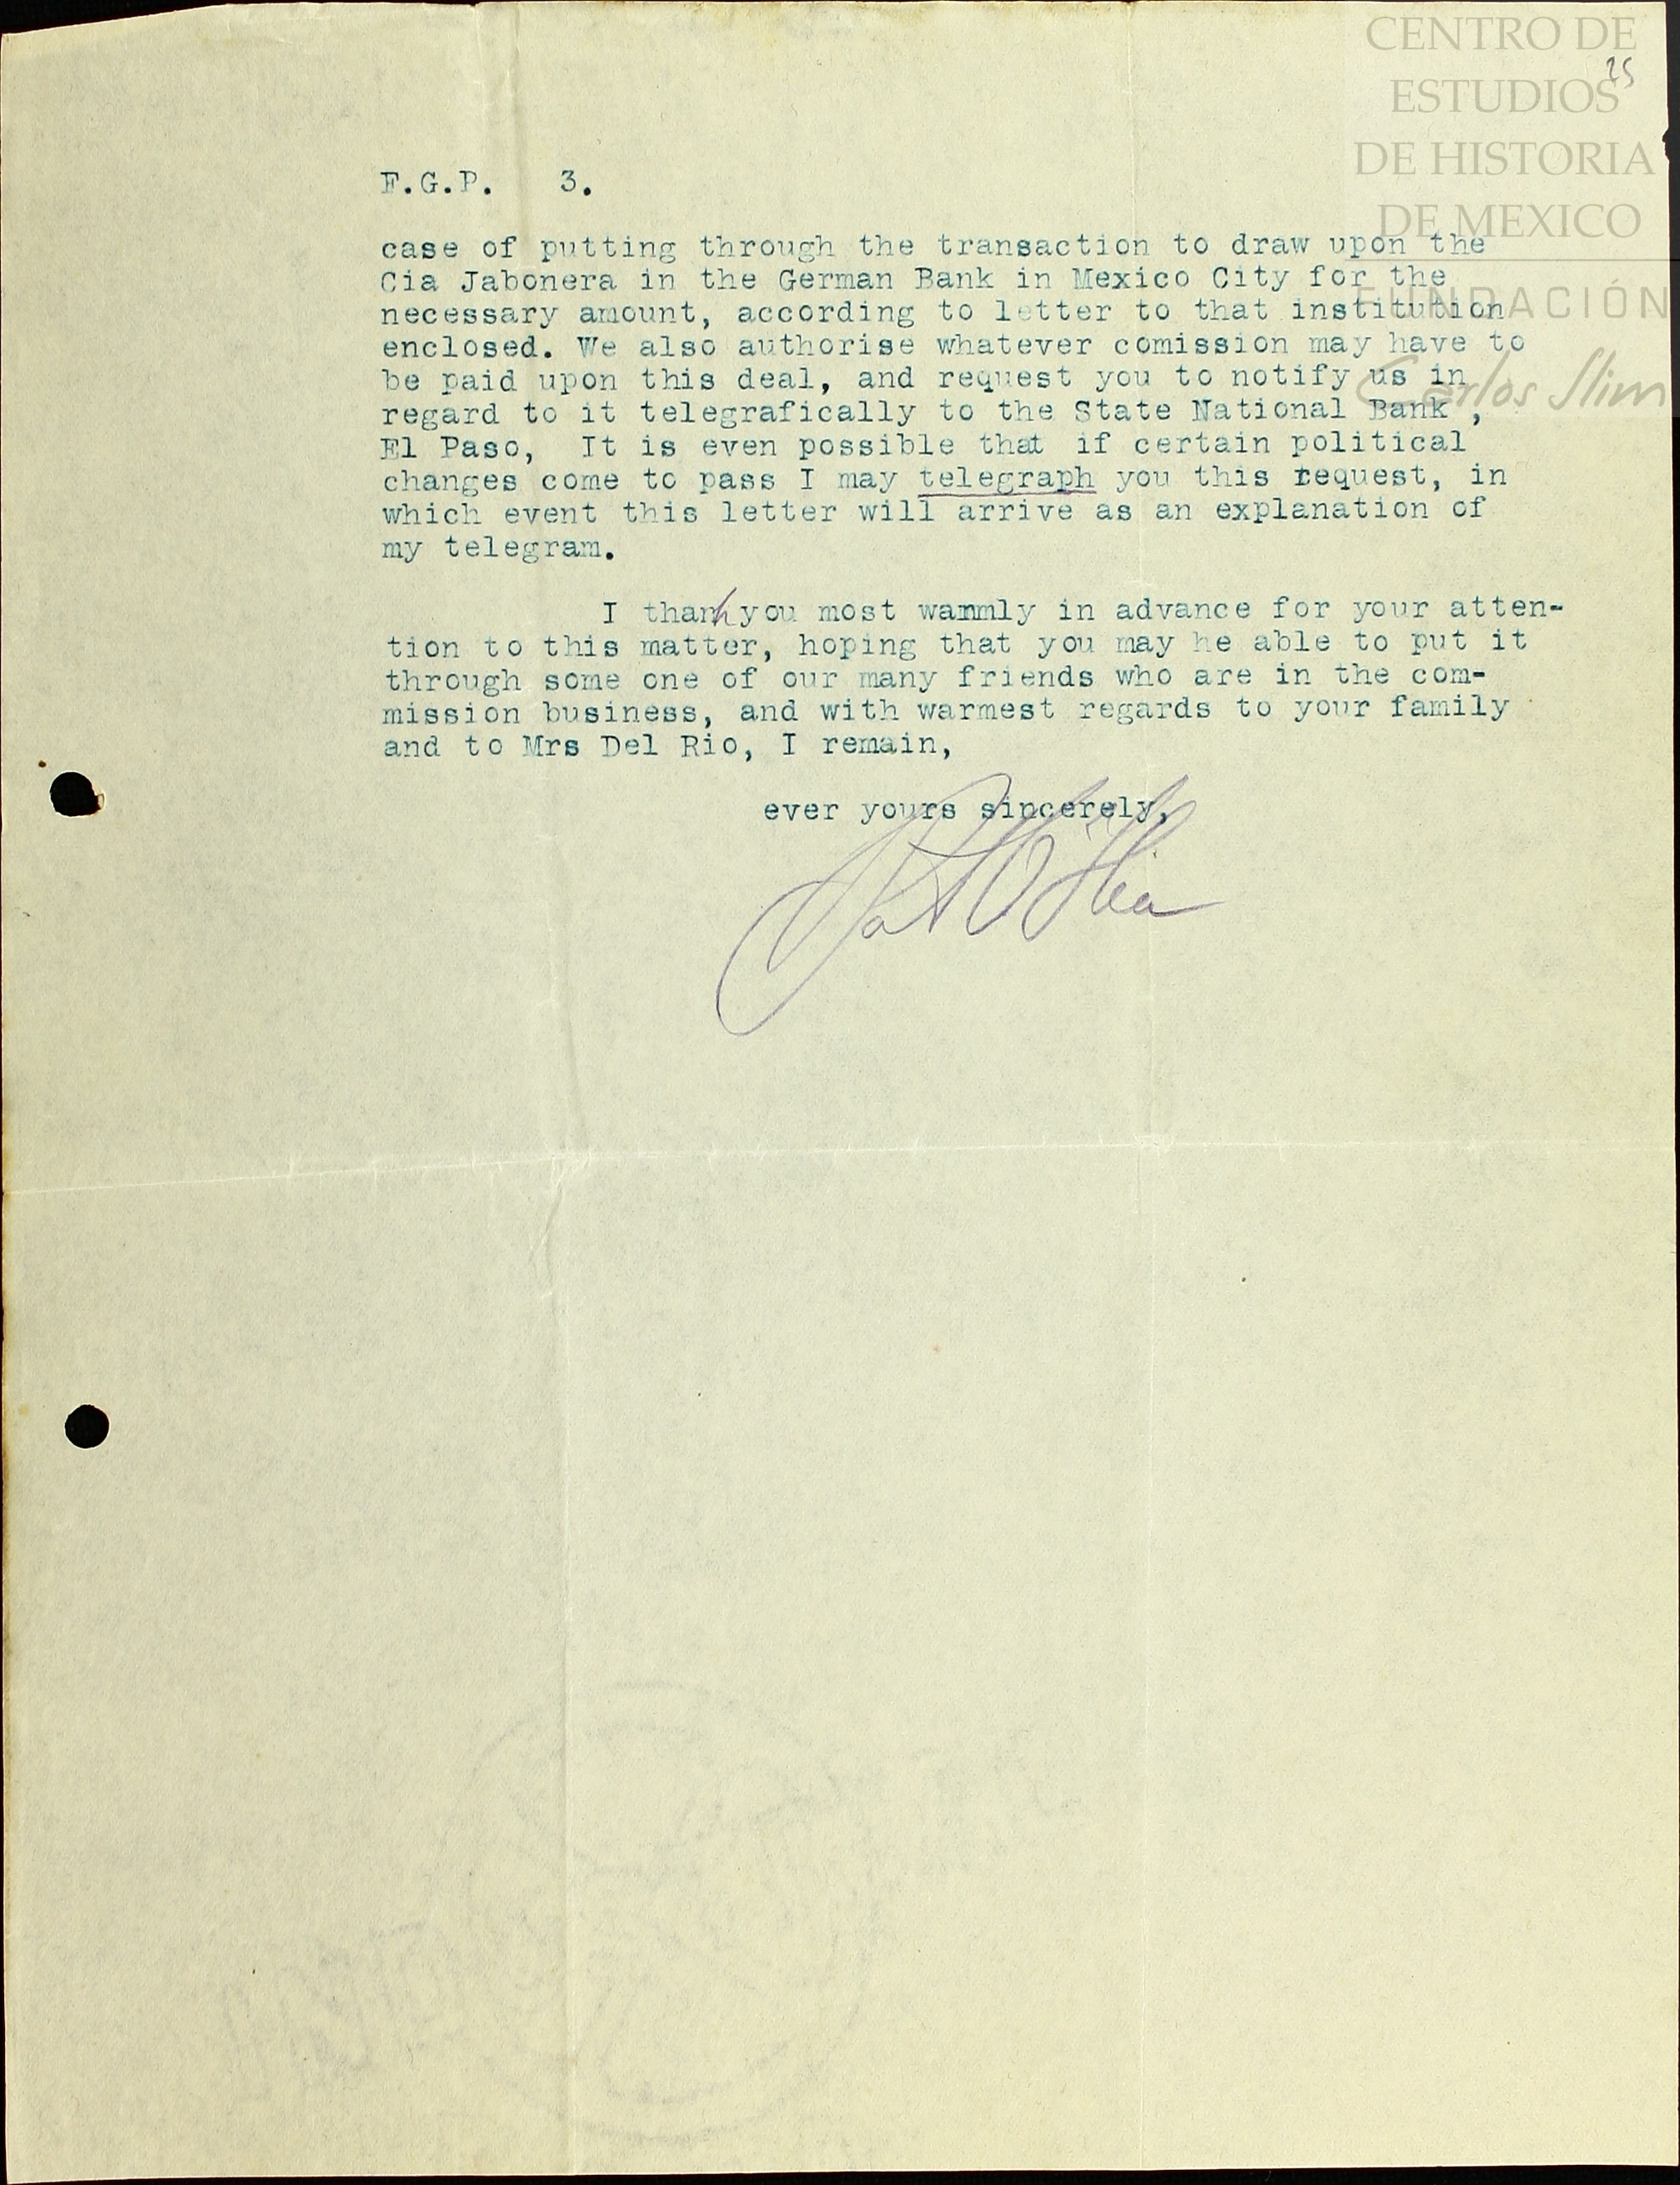 CENTRO DE
25
ESTUDIOS
DE HISTORIA
DE MEXICO
FUNDACIÓN
Carlos Slim
F.G.P. 3.
case of putting through the transaction to draw upon the
Cia Jabonera in the German Bank in Mexico City for the
necessary amount, according to letter to that institution
enclosed. We also authorise whatever comission may have to
be paid upon this deal, and request you to notify us in
regard to it telegrafically to the State National Bank ,
El Paso, It is even possible that if certain political
changes come to pass I may telegraph you this request, in
which event this letter will arrive as an explanation of
my telegram.
I thank you most warmly in advance for your atten-
tion to this matter, hoping that you may he able to put it
through some one of our many friends who are in the com-
mission business, and with warmest regards to your family
and to Mrs Del Rio, I remain,
ever yours sincerely,
Pat O'Hea